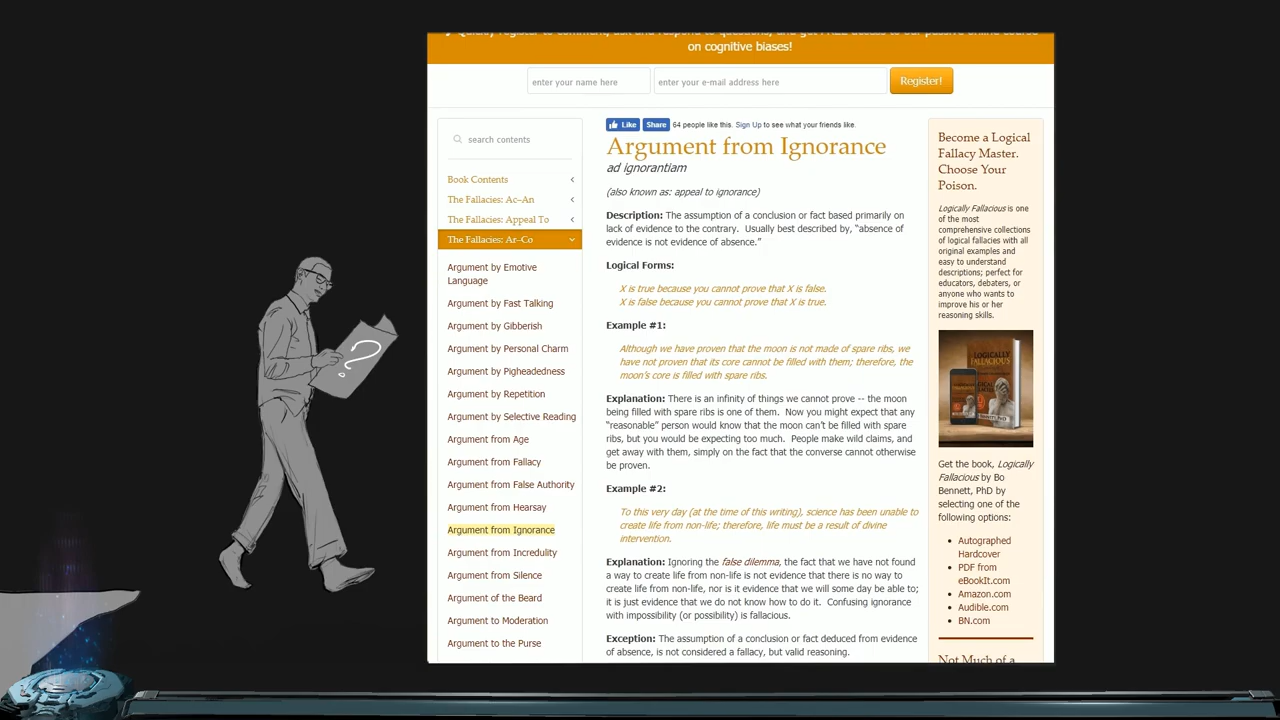 on cognitive biases!
enter your name here
enter your e-mail address here
Register!
search contents
Book Contents
The Fallacies: Ac–An
The Fallacies: Appeal To
The Fallacies: Ar–Co
Argument by Emotive
Language
Argument by Fast Talking
Argument by Gibberish
Argument by Personal Charm
Argument by Pigheadedness
Argument by Repetition
Argument by Selective Reading
Argument from Age
Argument from Fallacy
Argument from False Authority
Argument from Hearsay
Argument from Ignorance
Argument from Incredulity
Argument from Silence
Argument of the Beard
Argument to Moderation
Argument to the Purse
Like
Share
64 people like this. Sign Up to see what your friends like.
Argument from Ignorance
ad ignorantiam
(also known as: appeal to ignorance)
Description: The assumption of a conclusion or fact based primarily on
lack of evidence to the contrary. Usually best described by, “absence of
evidence is not evidence of absence.”
Logical Forms:
X is true because you cannot prove that X is false.
X is false because you cannot prove that X is true.
Example #1:
Although we have proven that the moon is not made of spare ribs, we
have not proven that its core cannot be filled with them; therefore, the
moon’s core is filled with spare ribs.
Explanation: There is an infinity of things we cannot prove -- the moon
being filled with spare ribs is one of them. Now you might expect that any
“reasonable” person would know that the moon can’t be filled with spare
ribs, but you would be expecting too much. People make wild claims, and
get away with them, simply on the fact that the converse cannot otherwise
be proven.
Example #2:
To this very day (at the time of this writing), science has been unable to
create life from non-life; therefore, life must be a result of divine
intervention.
Explanation: Ignoring the false dilemma, the fact that we have not found
a way to create life from non-life is not evidence that there is no way to
create life from non-life, nor is it evidence that we will some day be able to;
it is just evidence that we do not know how to do it. Confusing ignorance
with impossibility (or possibility) is fallacious.
Exception: The assumption of a conclusion or fact deduced from evidence
of absence, is not considered a fallacy, but valid reasoning.
Become a Logical
Fallacy Master.
Choose Your
Poison.
Logically Fallacious is one
of the most
comprehensive collections
of logical fallacies with all
original examples and
easy to understand
descriptions; perfect for
educators, debaters, or
anyone who wants to
improve his or her
reasoning skills.
LOGICALLY
Get the book, Logically
Fallacious by Bo
Bennett, PhD by
selecting one of the
following options:
Autographed
Hardcover
PDF from
eBookIt.com
Amazon.com
Audible.com
BN.com
Not Much of a
?